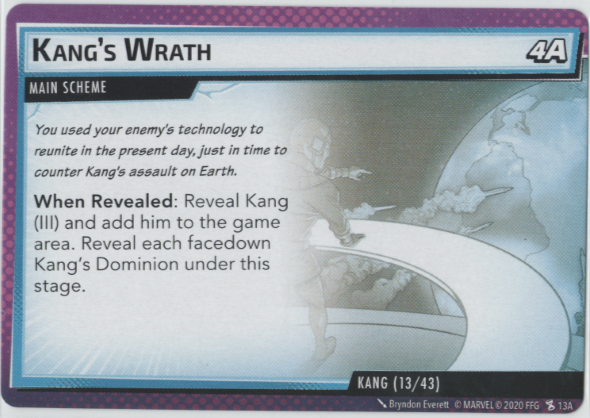 KANG'S WRATH
4A
MAIN SCHEME
You used your enemy's technology to
reunite in the present day, just in time to
counter Kang's assault on Earth.
When Revealed: Reveal Kang
(III) and add him to the game
area. Reveal each facedown
Kang's Dominion under this
stage.
KANG (13/43)
Bryndon Everett © MARVEL © 2020 FFG 13A